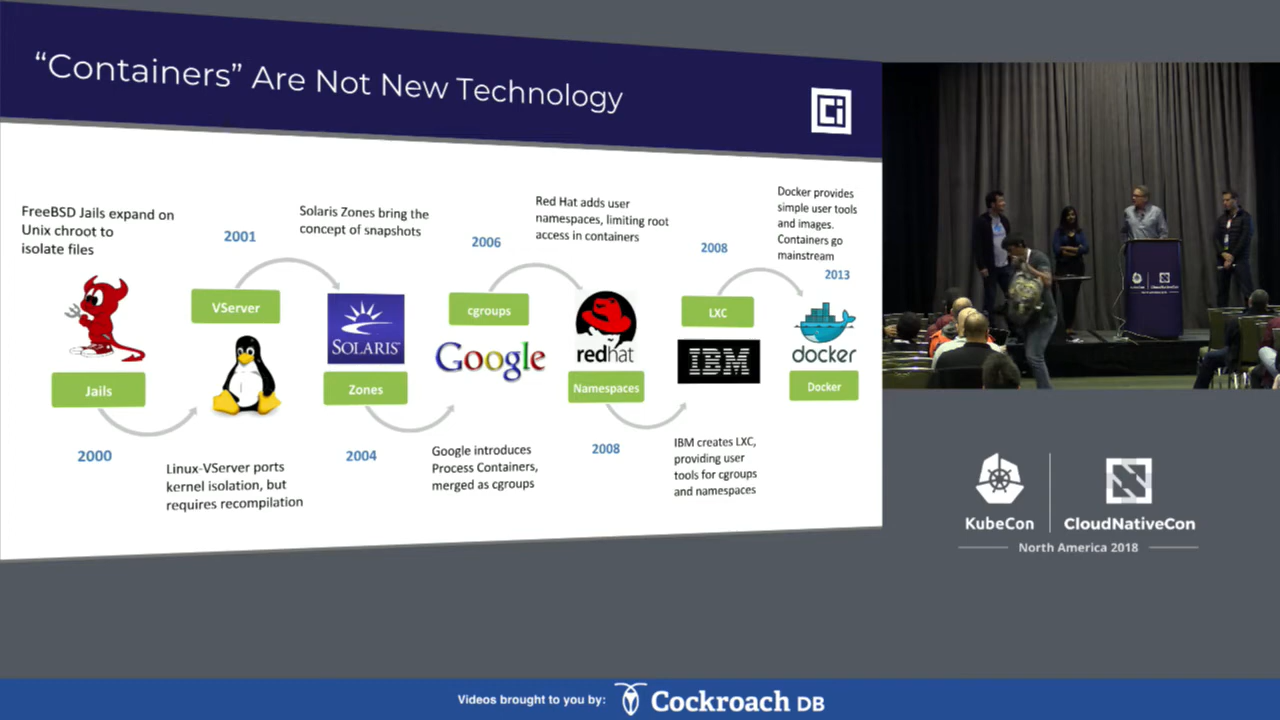 “Containers” Are Not New Technology
Ci
FreeBSD Jails expand on
Unix chroot to
isolate files
Jails
2000
2001
VServer
Linux-VServer ports
kernel isolation, but
requires recompilation
Solaris Zones bring the
concept of snapshots
SOLARIS™
Zones
2004
2006
cgroups
Google
Google introduces
Process Containers,
merged as cgroups
Red Hat adds user
namespaces, limiting root
access in containers
redhat
Namespaces
2008
2008
LXC
IBM
IBM creates LXC,
providing user
tools for cgroups
and namespaces
Docker provides
simple user tools
and images.
Containers go
mainstream
2013
docker
Docker
KubeCon
CloudNativeCon
North America 2018
Videos brought to you by:
Cockroach DB